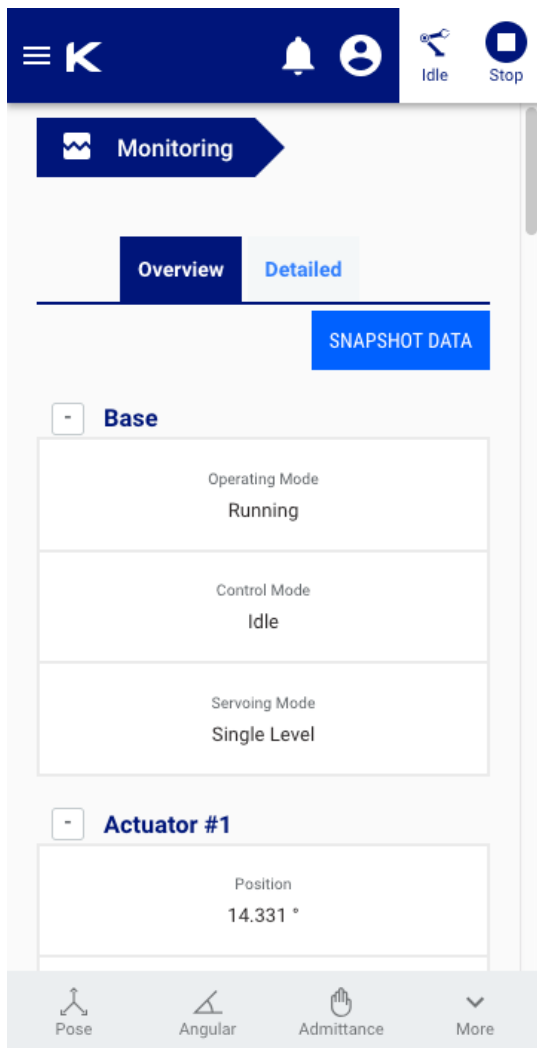 K
Idle
Stop
Monitoring
Overview
Detailed
SNAPSHOT DATA
- Base
Operating Mode
Running
Control Mode
Idle
Servoing Mode
Single Level
- Actuator #1
Position
14.331 °
Pose
Angular
Admittance
More